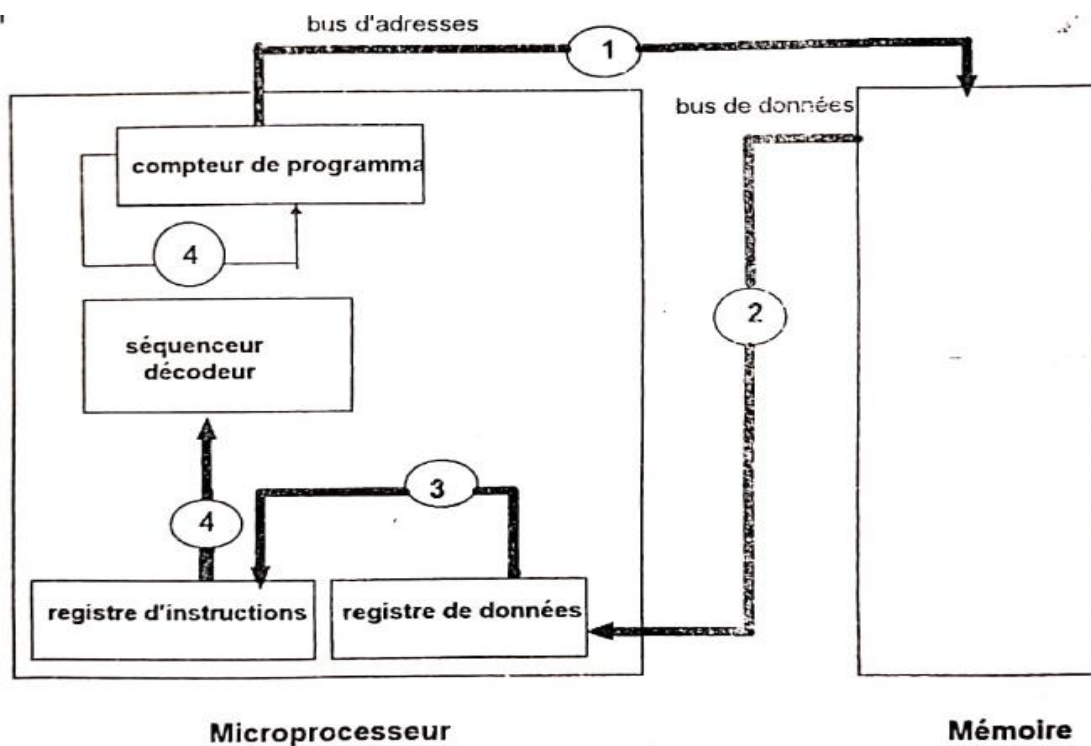 bus d'adresses
1
bus de données
compteur de programma
4
séquenceur
décodeur
2
3
4
registre d'instructions
registre de données
Microprocesseur
Mémoire